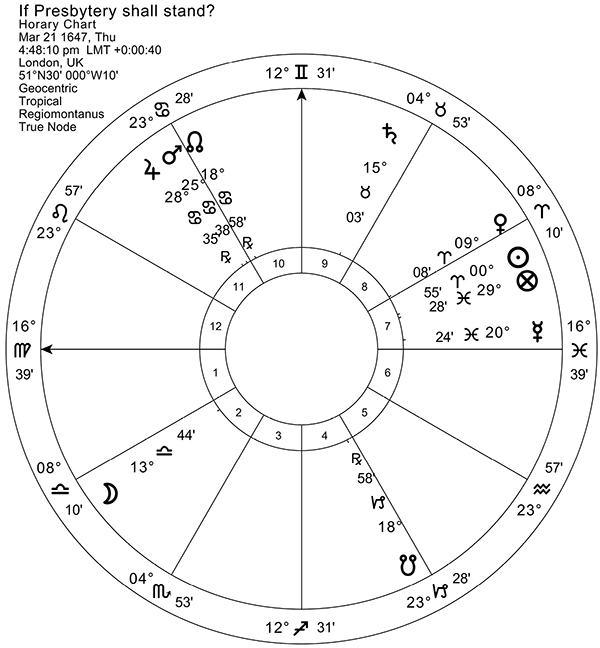 If Presbytery shall stand?
Horary Chart
Mar 21 1647, Thu
4:48:10 pm LMT +0:00:40
London, UK
51°N30' 000°W10'
Geocentric
Tropical
Regiomontanus
True Node
12° ♊ 31'
04° ♉ 53'
08° ♈ 10'
16° ♓ 39'
57' ♒ 23°
28' ♑ 23°
12° ♐ 31'
04° ♏ 53'
08° ♎ 10'
16° ♍ 39'
57' ♌ 23°
23° ♋ 28'
♄ 15° ♉ 03'
♀ 09° ♈ 08'
☉ 00° ♈ 55'
⊗ 29° ♓ 28'
☿ 20° ♓ 24'
☋ 18° ♑ 58' ℞
☽ 13° ♎ 44'
♃ 28° ♋ 35' ℞
♂ 25° ♋ 38'
☊ 18° ♋ 58' ℞
1
2
3
4
5
6
7
8
9
10
11
12